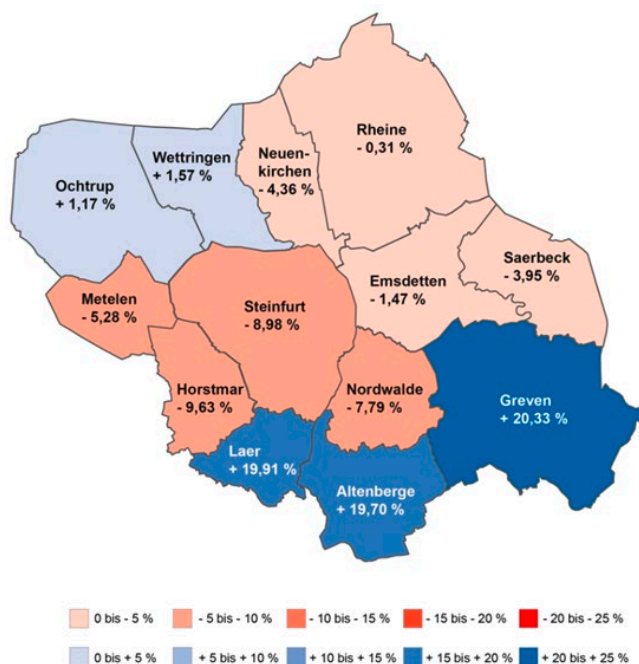 Rheine
- 0,31 %
Wettringen
+ 1,57 %
Neuen-
kirchen
- 4,36 %
Ochtrup
+ 1,17 %
Saerbeck
- 3,95 %
Emsdetten
- 1,47 %
Metelen
- 5,28 %
Steinfurt
- 8,98 %
Horstmar
- 9,63 %
Nordwalde
- 7,79 %
Greven
+ 20,33 %
Laer
+ 19,91 %
Altenberge
+ 19,70 %
0 bis - 5 %
- 5 bis - 10 %
- 10 bis - 15 %
- 15 bis - 20 %
- 20 bis - 25 %
0 bis + 5 %
+ 5 bis + 10 %
+ 10 bis + 15 %
+ 15 bis + 20 %
+ 20 bis + 25 %